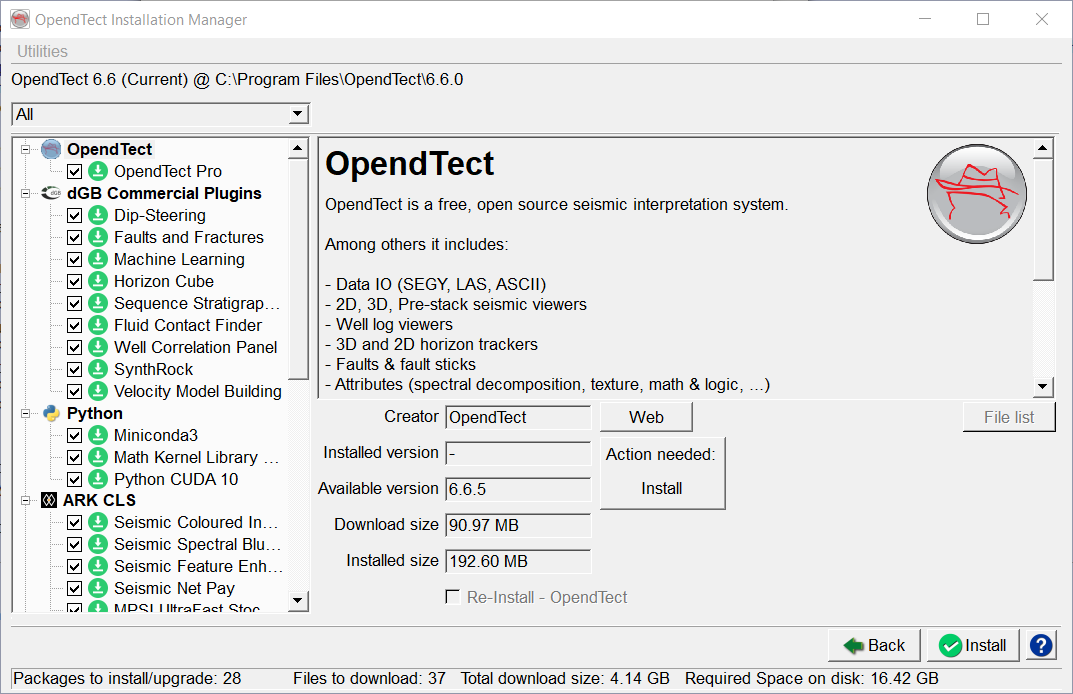 OpendTect Installation Manager
Utilities
OpendTect 6.6 (Current) @ C:\Program Files\OpendTect\6.6.0
All
OpendTect
OpendTect Pro
dGB Commercial Plugins
Dip-Steering
Faults and Fractures
Machine Learning
Horizon Cube
Sequence Stratigrap...
Fluid Contact Finder
Well Correlation Panel
SynthRock
Velocity Model Building
Python
Miniconda3
Math Kernel Library ...
Python CUDA 10
ARK CLS
Seismic Coloured In...
Seismic Spectral Blu...
Seismic Feature Enh...
Seismic Net Pay
MPSI UltraFast Stoc
OpendTect
OpendTect is a free, open source seismic interpretation system.
Among others it includes:
- Data IO (SEGY, LAS, ASCII)
- 2D, 3D, Pre-stack seismic viewers
- Well log viewers
- 3D and 2D horizon trackers
- Faults & fault sticks
- Attributes (spectral decomposition, texture, math & logic, ...)
Creator OpendTect Web File list
Installed version -
Action needed:
Available version 6.6.5
Install
Download size 90.97 MB
Installed size 192.60 MB
Re-Install - OpendTect
Back Install ?
Packages to install/upgrade: 28 Files to download: 37 Total download size: 4.14 GB Required Space on disk: 16.42 GB